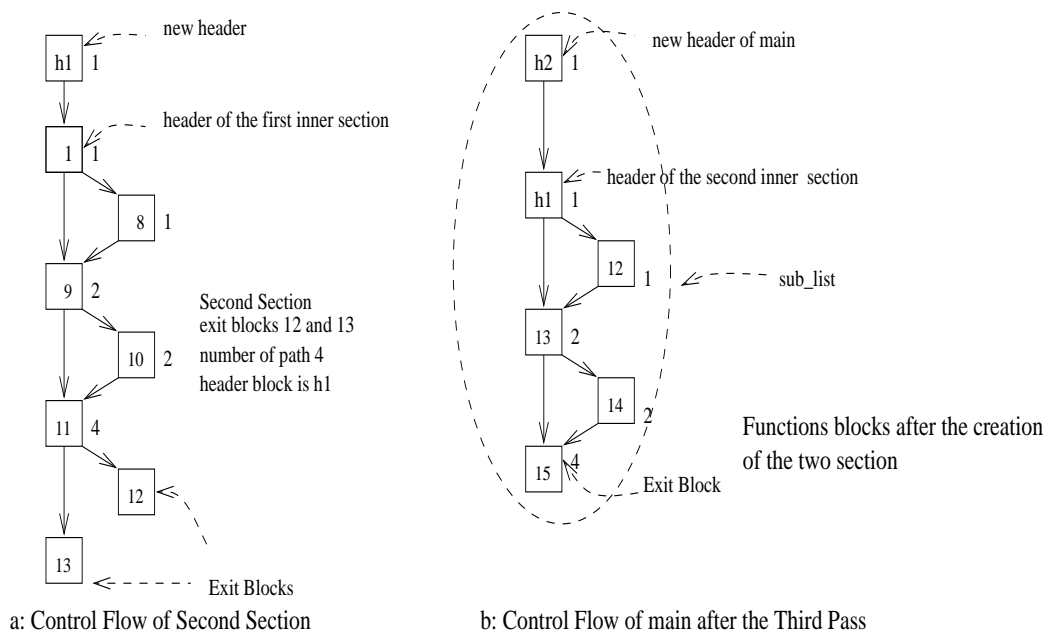 new header
h1 1
header of the first inner section
1 1
8 1
9 2
Second Section
exit blocks 12 and 13
10 2
number of path 4
header block is h1
11 4
12
13
Exit Blocks
a: Control Flow of Second Section
new header of main
h2 1
header of the second inner section
h1 1
12 1
sub_list
13 2
14 2
Functions blocks after the creation
of the two section
15 4
Exit Block
b: Control Flow of main after the Third Pass